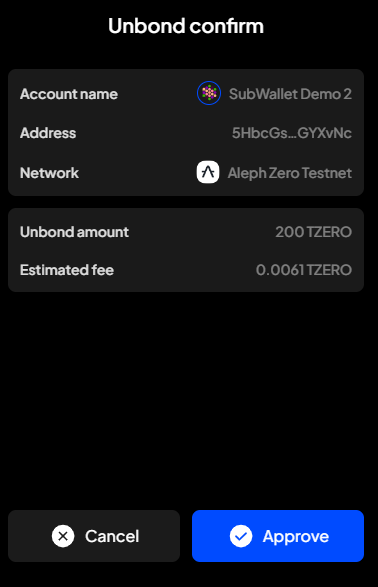 Unbond confirm
Account name SubWallet Demo 2
Address 5HbcGs...GYXvNc
Network Aleph Zero Testnet
Unbond amount 200 TZERO
Estimated fee 0.0061 TZERO
Cancel Approve